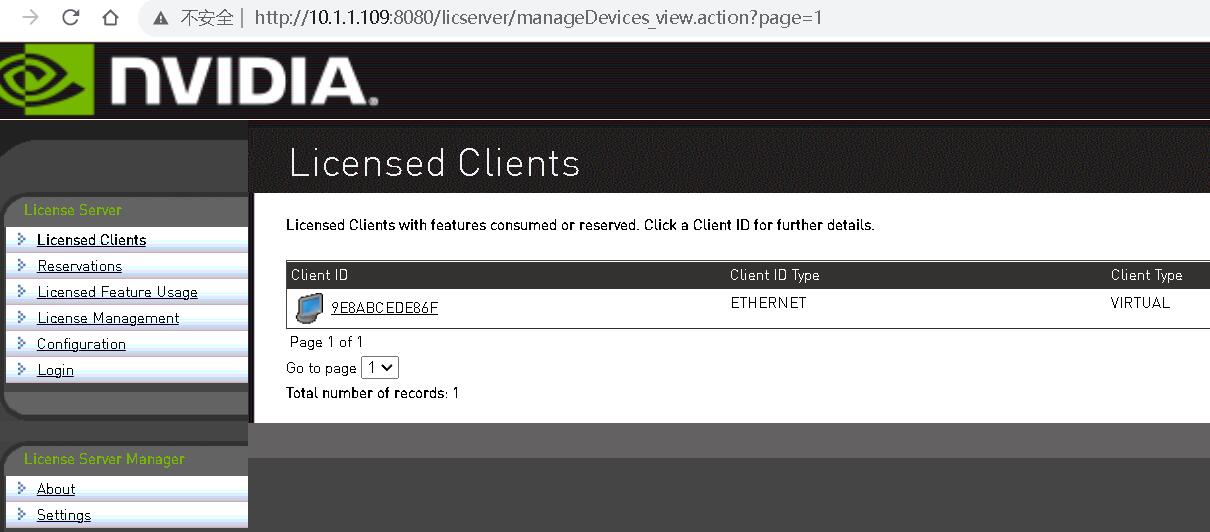 不安全 | http://10.1.1.109:8080/licserver/manageDevices_view.action?page=1
NVIDIA.
Licensed Clients
License Server
Licensed Clients
Reservations
Licensed Feature Usage
License Management
Configuration
Login
License Server Manager
About
Settings
Licensed Clients with features consumed or reserved. Click a Client ID for further details.
Client ID Client ID Type Client Type
9E8ABCEDE86F ETHERNET VIRTUAL
Page 1 of 1
Go to page 1
Total number of records: 1